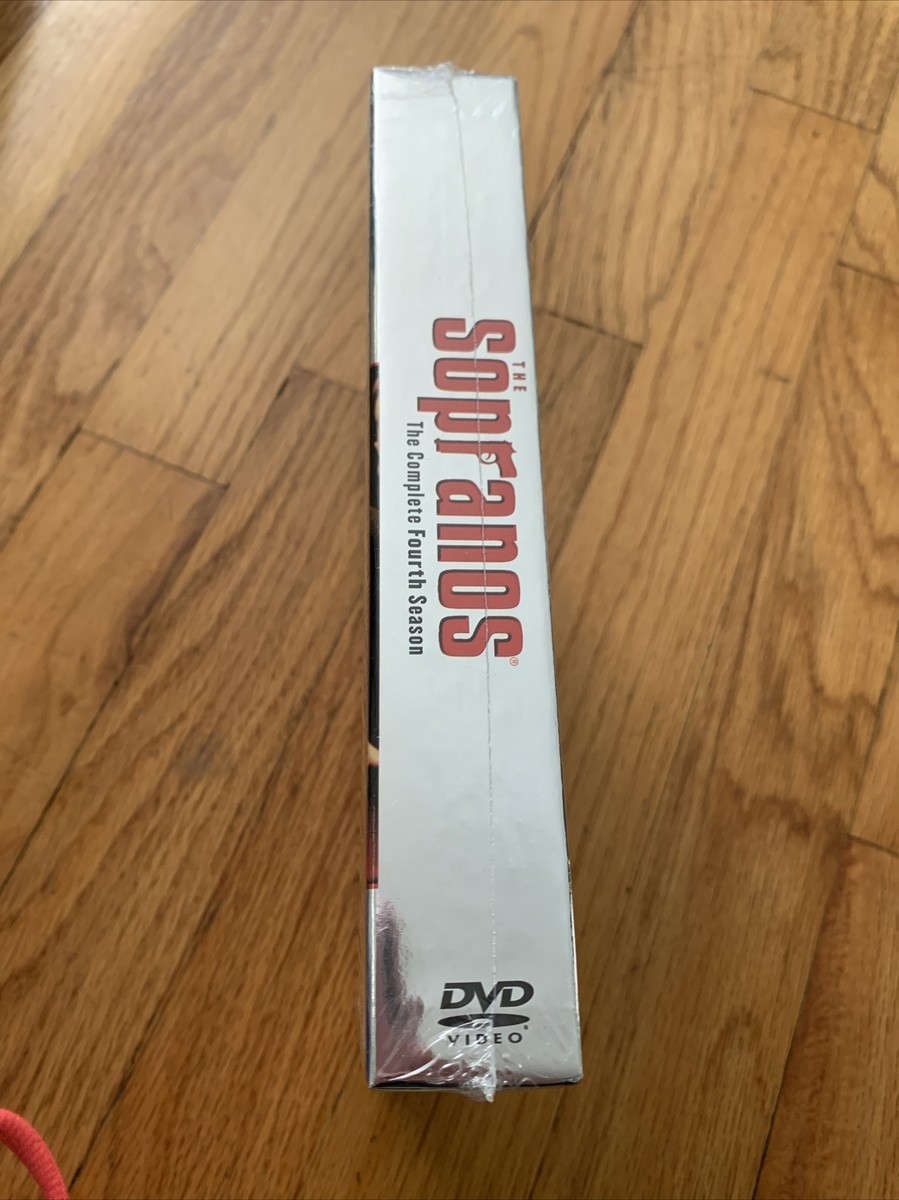 THE
Sopranos®
The Complete Fourth Season
DVD
VIDEO